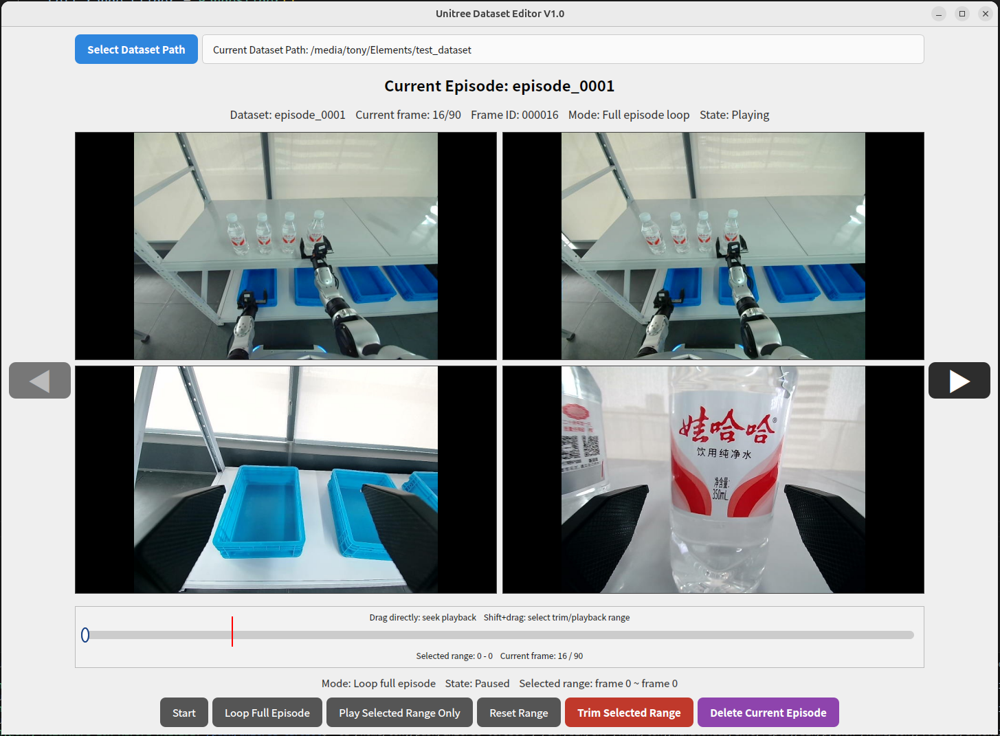 Unitree Dataset Editor V1.0
Select Dataset Path
Current Dataset Path: /media/tony/Elements/test_dataset
Current Episode: episode_0001
Dataset: episode_0001 Current frame: 16/90 Frame ID: 000016 Mode: Full episode loop State: Playing
娃哈哈®
饮用纯净水
净含量:
350mL
Drag directly: seek playback Shift+drag: select trim/playback range
Selected range: 0 - 0 Current frame: 16 / 90
Mode: Loop full episode State: Paused Selected range: frame 0 ~ frame 0
Start
Loop Full Episode
Play Selected Range Only
Reset Range
Trim Selected Range
Delete Current Episode